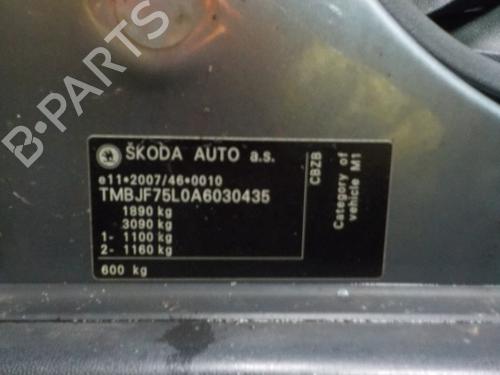 B-PARTS
ŠKODA AUTO a.s.
e11*2007/46*0010
TMBJF75L0A6030435
1890 kg
3090 kg
1- 1100 kg
2- 1160 kg
600 kg
CBZB
Category of
vehicle M1